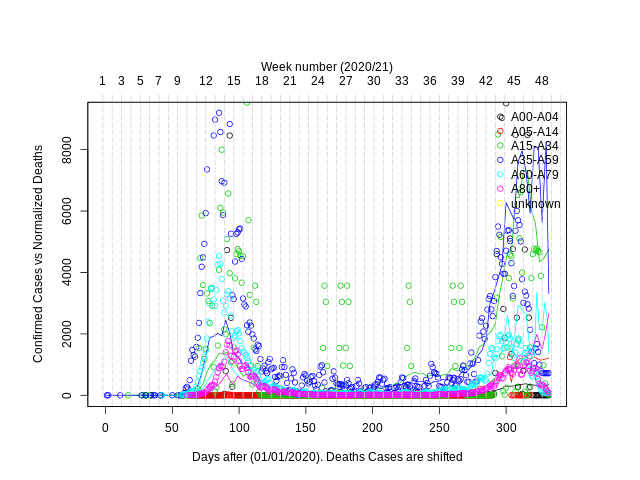 Week number (2020/21)
1 3 5 7 9 12 15 18 21 24 27 30 33 36 39 42 45 48
A00-A04
A05-A14
A15-A34
A35-A59
A60-A79
A80+
unknown
Confirmed Cases vs Normalized Deaths
8000
6000
4000
2000
0
0 50 100 150 200 250 300
Days after (01/01/2020). Deaths Cases are shifted